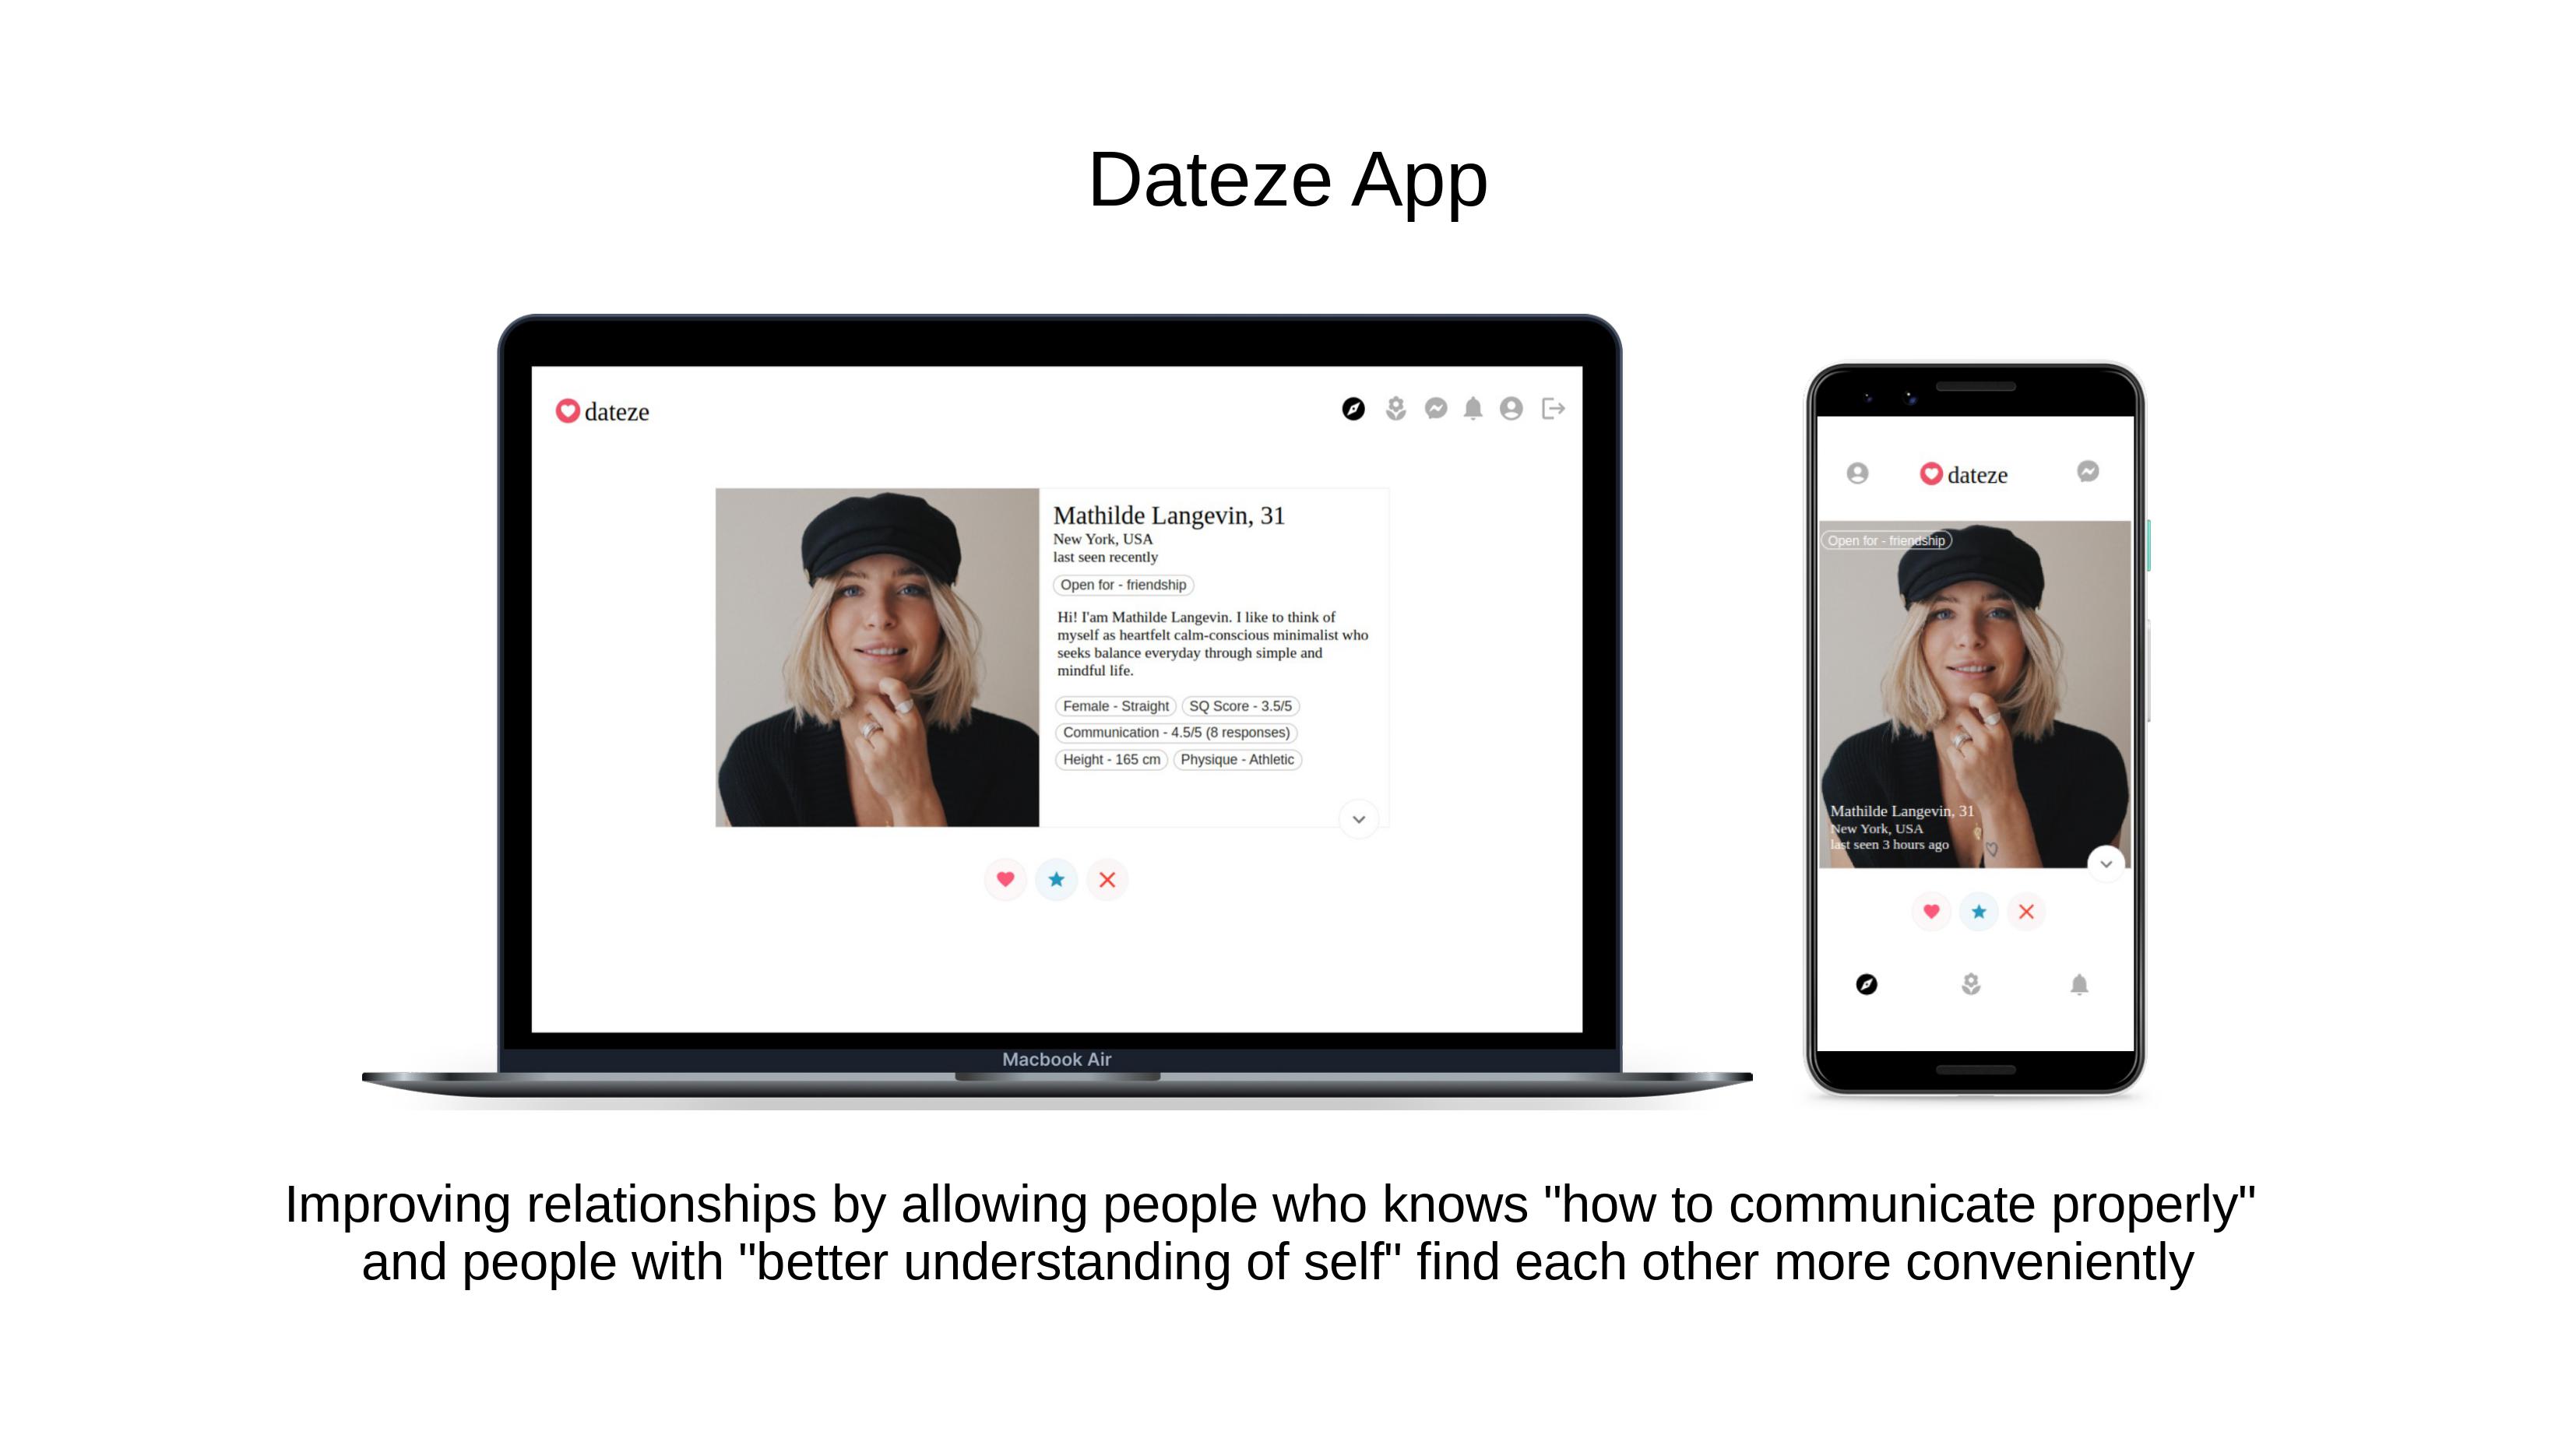 Dateze App
dateze
Mathilde Langevin, 31
New York, USA
last seen recently
Open for - friendship
Hi! I'am Mathilde Langevin. I like to think of
myself as heartfelt calm-conscious minimalist who
seeks balance everyday through simple and
mindful life.
Female - Straight
SQ Score - 3.5/5
Communication - 4.5/5 (8 responses)
Height - 165 cm
Physique - Athletic
Macbook Air
dateze
Open for - friendship
Mathilde Langevin, 31
New York, USA
last seen 3 hours ago
Improving relationships by allowing people who knows "how to communicate properly"
and people with "better understanding of self" find each other more conveniently